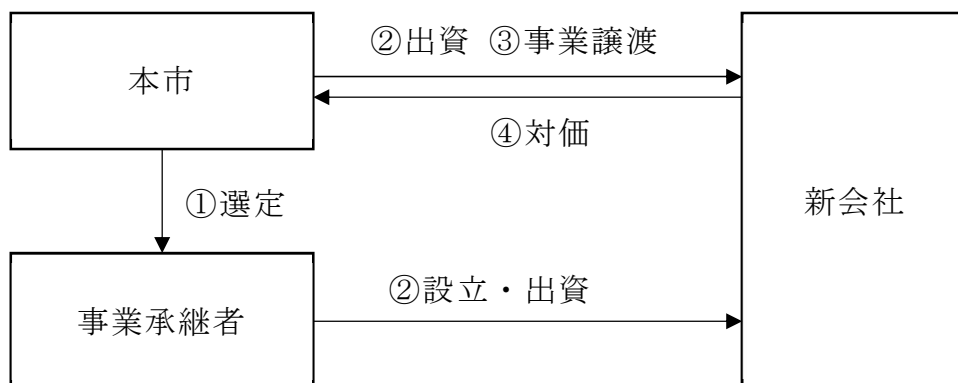 ②出資 ③事業譲渡
本市
④対価
①選定
新会社
②設立・出資
事業承継者